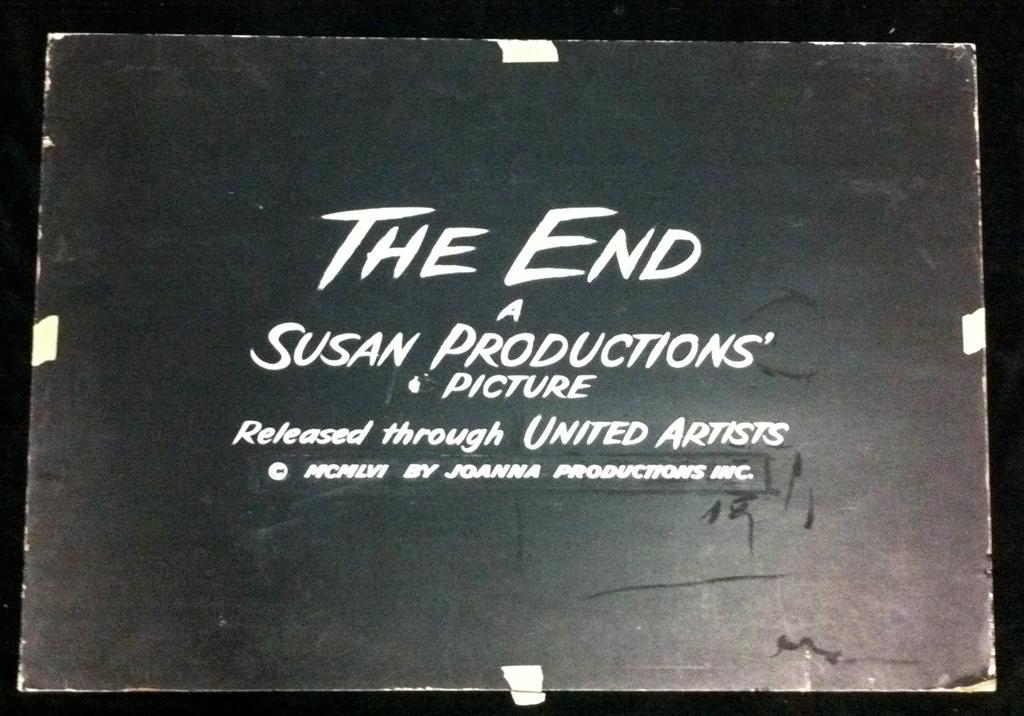 THE END
A
SUSAN PRODUCTIONS'
PICTURE
Released through UNITED ARTISTS
© MCMLVI BY JOANNA PRODUCTIONS INC.